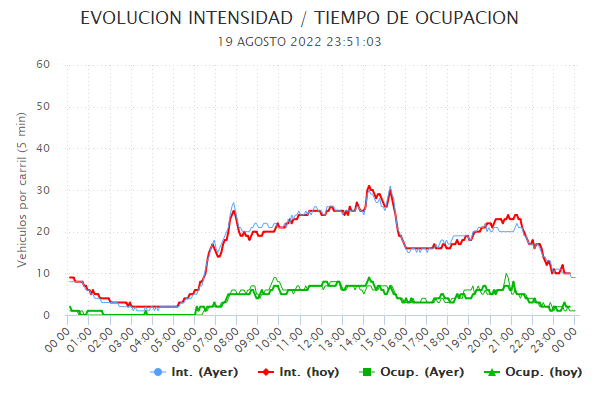 EVOLUCION INTENSIDAD / TIEMPO DE OCUPACION
19 AGOSTO 2022 23:51:03
Vehiculos por carril (5 min)
60
50
40
30
20
10
0
00:00 01:00 02:00 03:00 04:00 05:00 06:00 07:00 08:00 09:00 10:00 11:00 12:00 13:00 14:00 15:00 16:00 17:00 18:00 19:00 20:00 21:00 22:00 23:00 00:00
Int. (Ayer) Int. (hoy) Ocup. (Ayer) Ocup. (hoy)